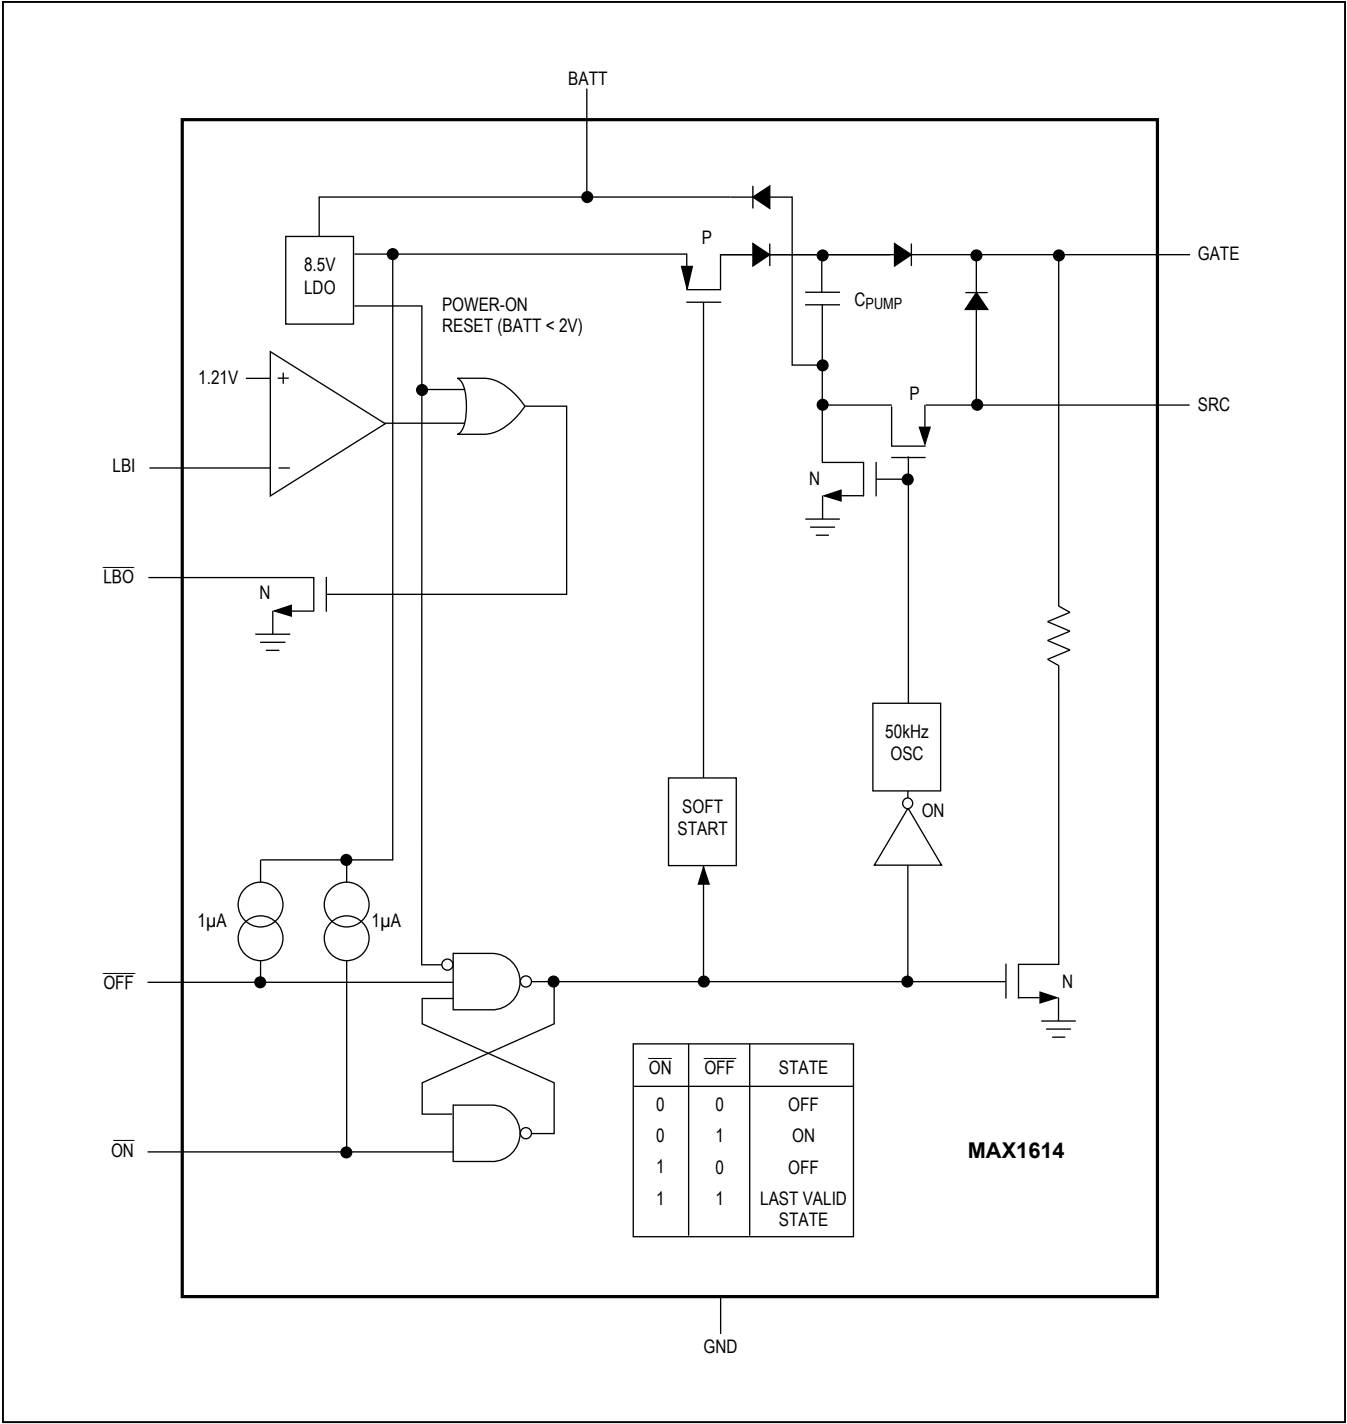 BATT
P
GATE
8.5V
LDO
CPUMP
POWER-ON
RESET (BATT < 2V)
1.21V
+
P
SRC
LBI
−
N
LBO
N
50kHz
OSC
SOFT
START
ON
1µA
1µA
OFF
N
ON OFF STATE
0 0 OFF
0 1 ON
1 0 OFF
1 1 LAST VALID
STATE
ON
MAX1614
GND